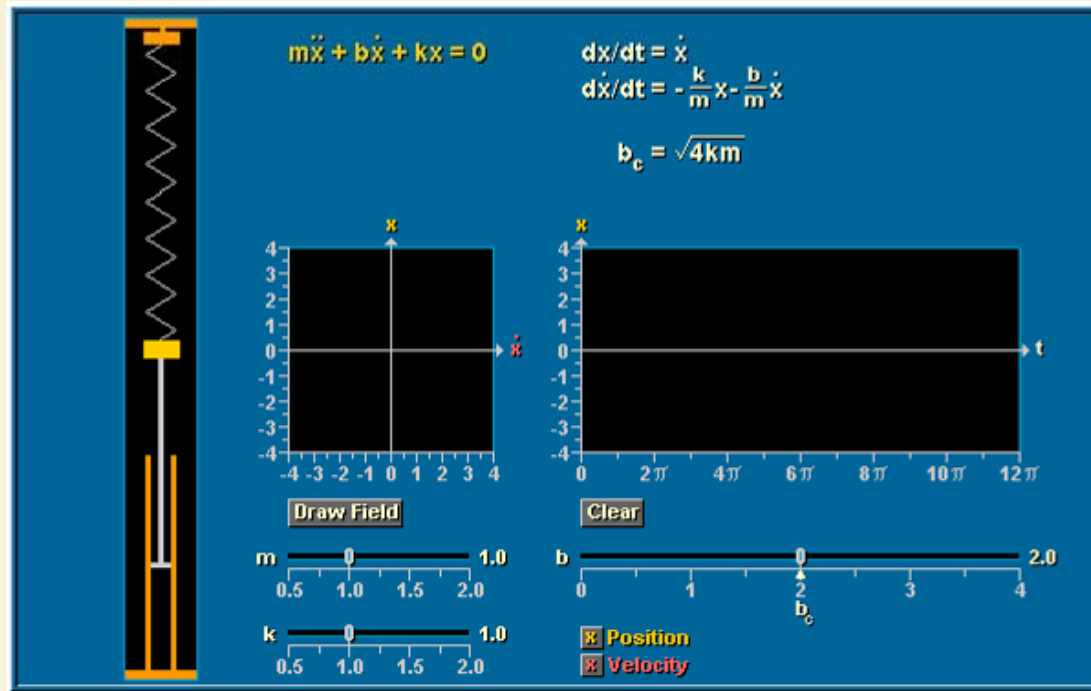 mẍ + bẋ + kx = 0
dx/dt = ẋ
dẋ/dt = - k/m x - b/m ẋ
b_c = √4km
x
4
3
2
1
0
-1
-2
-3
-4
ẋ
-4 -3 -2 -1 0 1 2 3 4
x
4
3
2
1
0
-1
-2
-3
-4
t
0 2π 4π 6π 8π 10π 12π
Draw Field
Clear
m 1.0
0.5 1.0 1.5 2.0
b 2.0
0 1 2 3 4
b_c
k 1.0
0.5 1.0 1.5 2.0
x Position
x Velocity